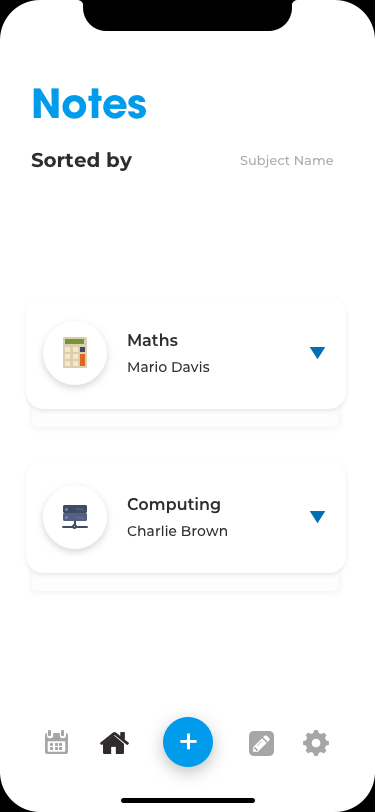 Notes
Sorted by
Subject Name
Maths
Mario Davis
Computing
Charlie Brown